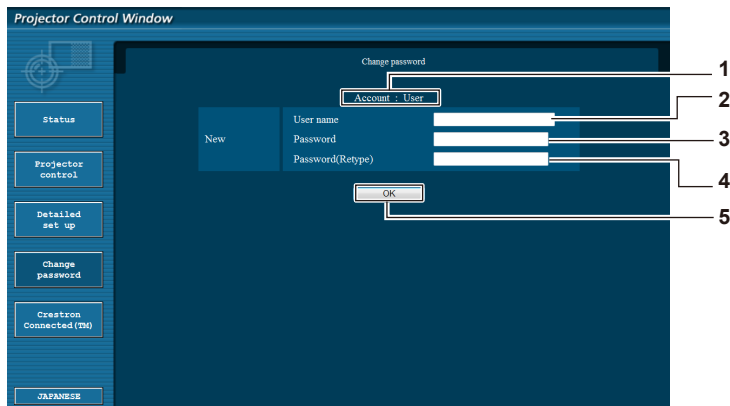 Projector Control Window
Change password
1
Account : User
2
Status
User name
New
Password
3
Password(Retype)
Projector
control
4
OK
5
Detailed
set up
Change
password
Crestron
Connected(TM)
JAPANESE